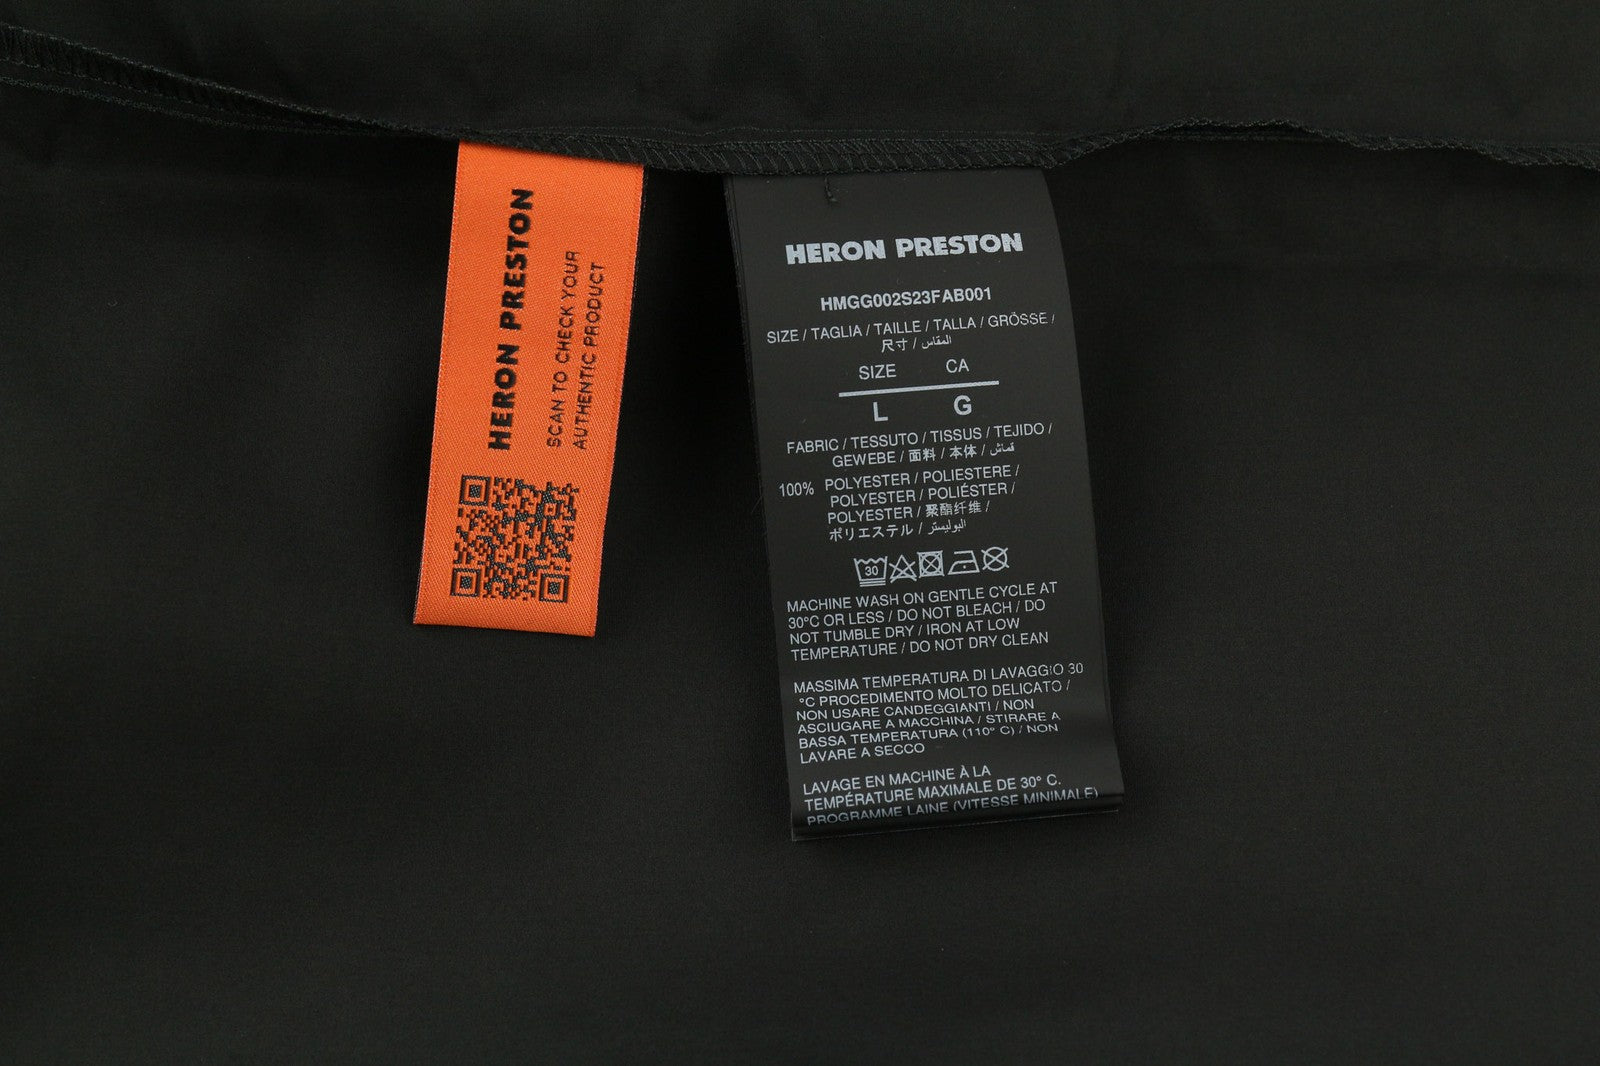 HERON PRESTON
SCAN TO CHECK YOUR
AUTHENTIC PRODUCT
HERON PRESTON
HMGG002S23FAB001
SIZE / TAGLIA / TAILLE / TALLA / GRÖSSE /
尺寸 / المقاس
SIZE CA
L G
FABRIC / TESSUTO / TISSUS / TEJIDO /
GEWEBE / 面料 / 本体 / قماش
100% POLYESTER / POLIESTERE /
POLYESTER / POLIÉSTER /
POLYESTER / 聚酯纤维 /
ポリエステル / البوليستر
30
MACHINE WASH ON GENTLE CYCLE AT
30°C OR LESS / DO NOT BLEACH / DO
NOT TUMBLE DRY / IRON AT LOW
TEMPERATURE / DO NOT DRY CLEAN
MASSIMA TEMPERATURA DI LAVAGGIO 30
°C PROCEDIMENTO MOLTO DELICATO /
NON USARE CANDEGGIANTI / NON
ASCIUGARE A MACCHINA / STIRARE A
BASSA TEMPERATURA (110° C) / NON
LAVARE A SECCO
LAVAGE EN MACHINE À LA
TEMPÉRATURE MAXIMALE DE 30° C.
PROGRAMME LAINE (VITESSE MINIMALE)